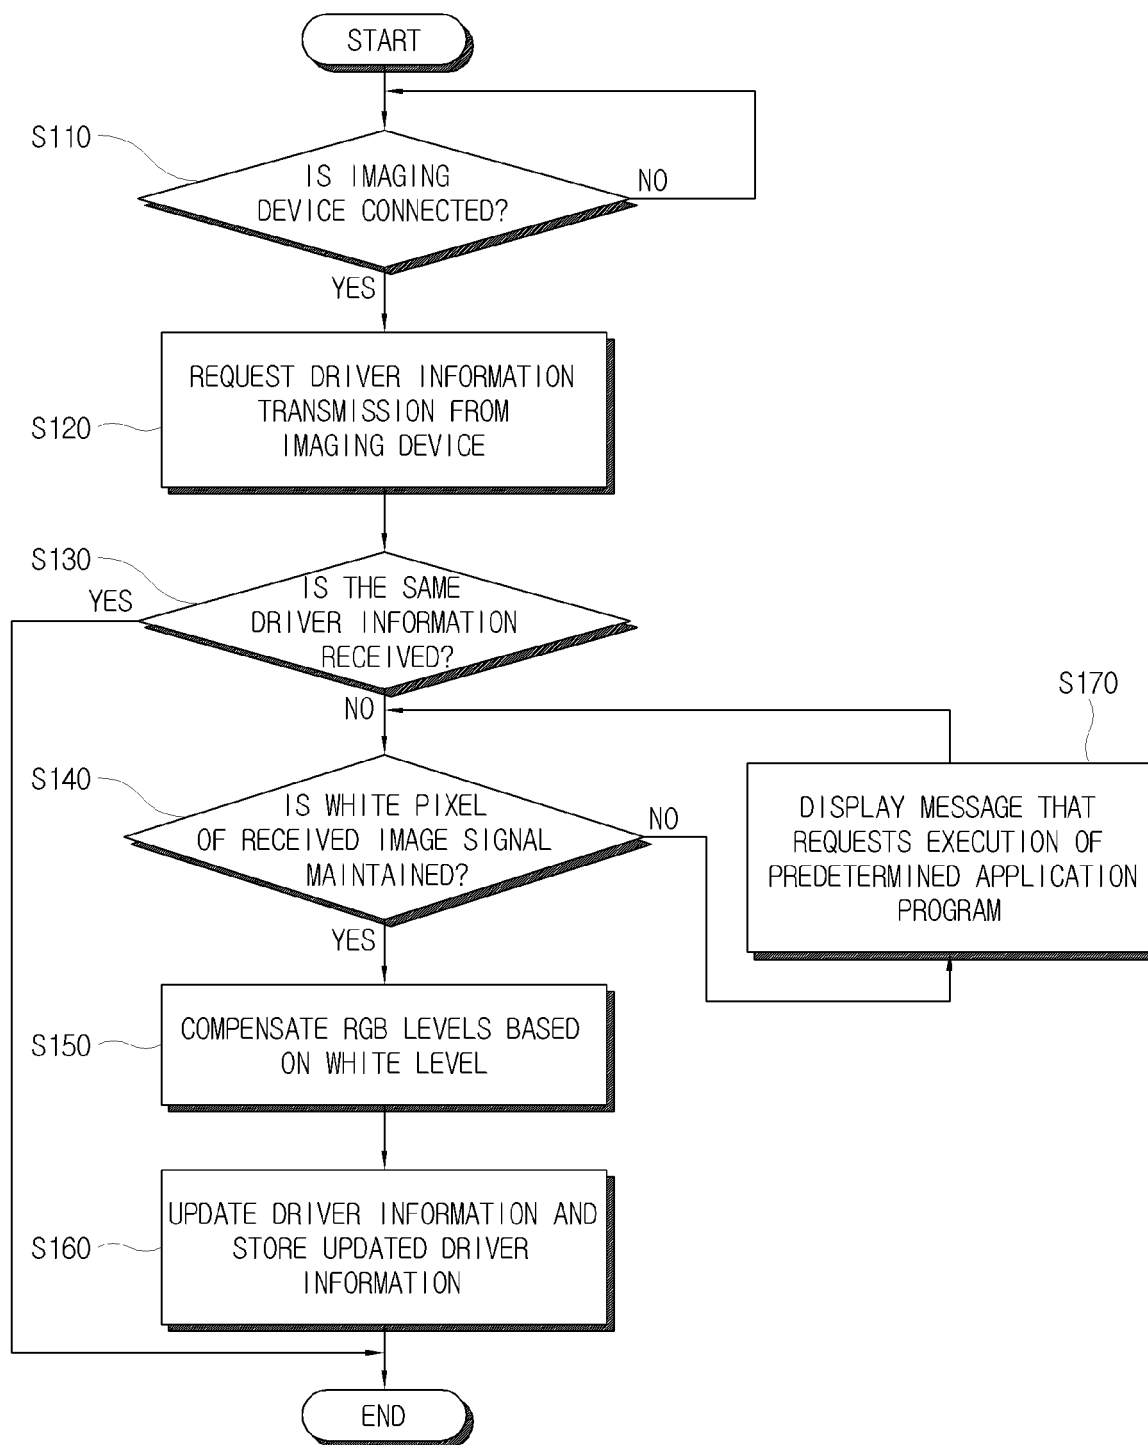 START
S110
IS IMAGING
DEVICE CONNECTED?
NO
YES
S120
REQUEST DRIVER INFORMATION
TRANSMISSION FROM
IMAGING DEVICE
S130
YES
IS THE SAME
DRIVER INFORMATION
RECEIVED?
NO
S140
IS WHITE PIXEL
OF RECEIVED IMAGE SIGNAL
MAINTAINED?
NO
YES
S170
DISPLAY MESSAGE THAT
REQUESTS EXECUTION OF
PREDETERMINED APPLICATION
PROGRAM
S150
COMPENSATE RGB LEVELS BASED
ON WHITE LEVEL
S160
UPDATE DRIVER INFORMATION AND
STORE UPDATED DRIVER
INFORMATION
END